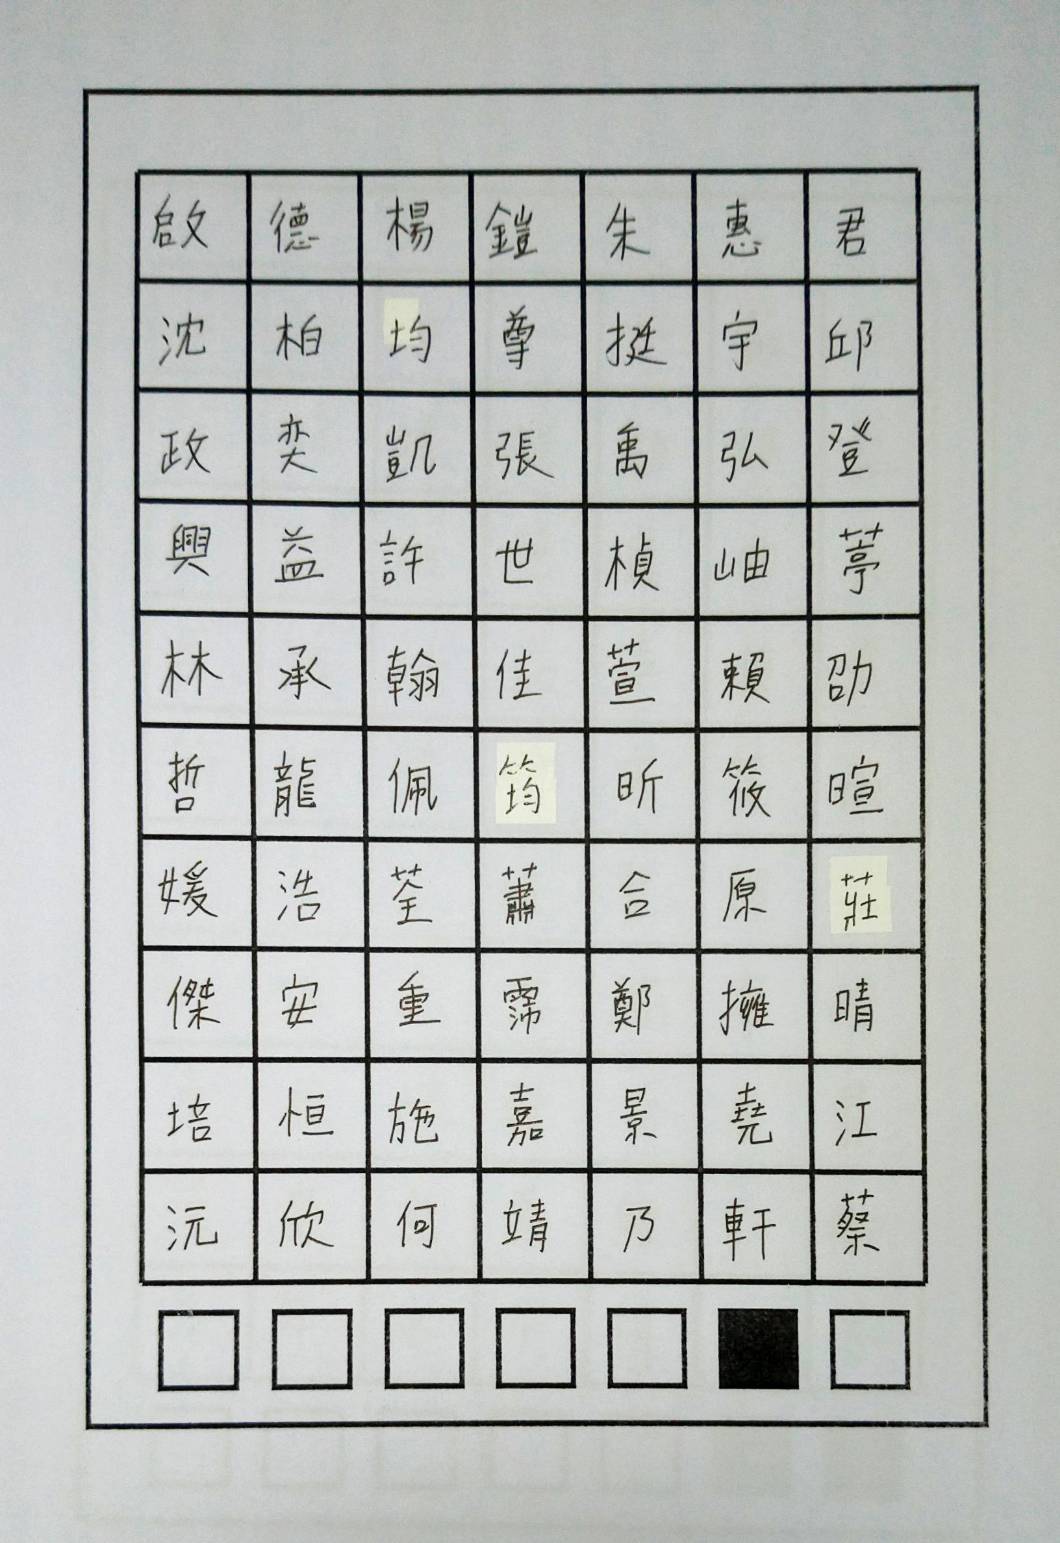 啟德楊鎧朱惠君
沈柏均尊挺宇邱
政奕凱張禹弘登
興益許世楨岫葶
林承翰佳萱賴劭
哲龍佩筠昕筱暄
媛浩荃蕭合原莊
傑安重霈鄭擁晴
培恒施嘉景堯江
沅欣何靖乃軒蔡